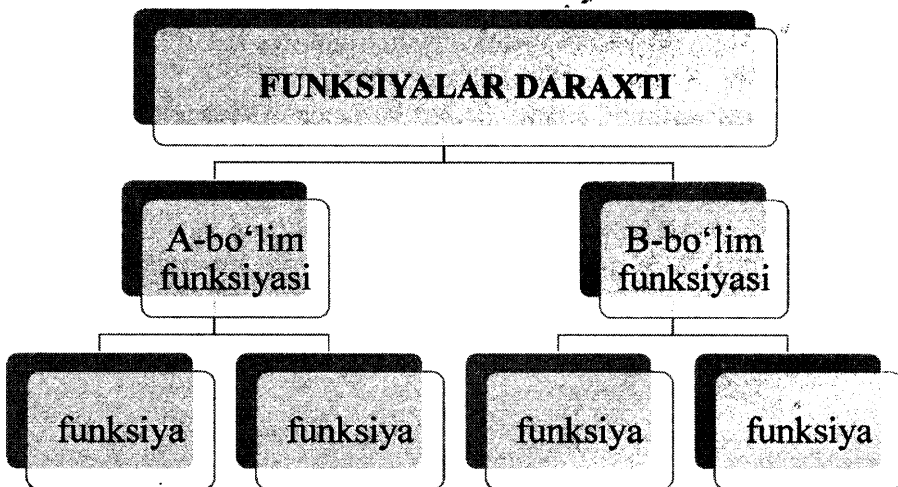 FUNKSIYALAR DARAXTI
A-bo‘lim
funksiyasi
B-bo‘lim
funksiyasi
funksiya
funksiya
funksiya
funksiya